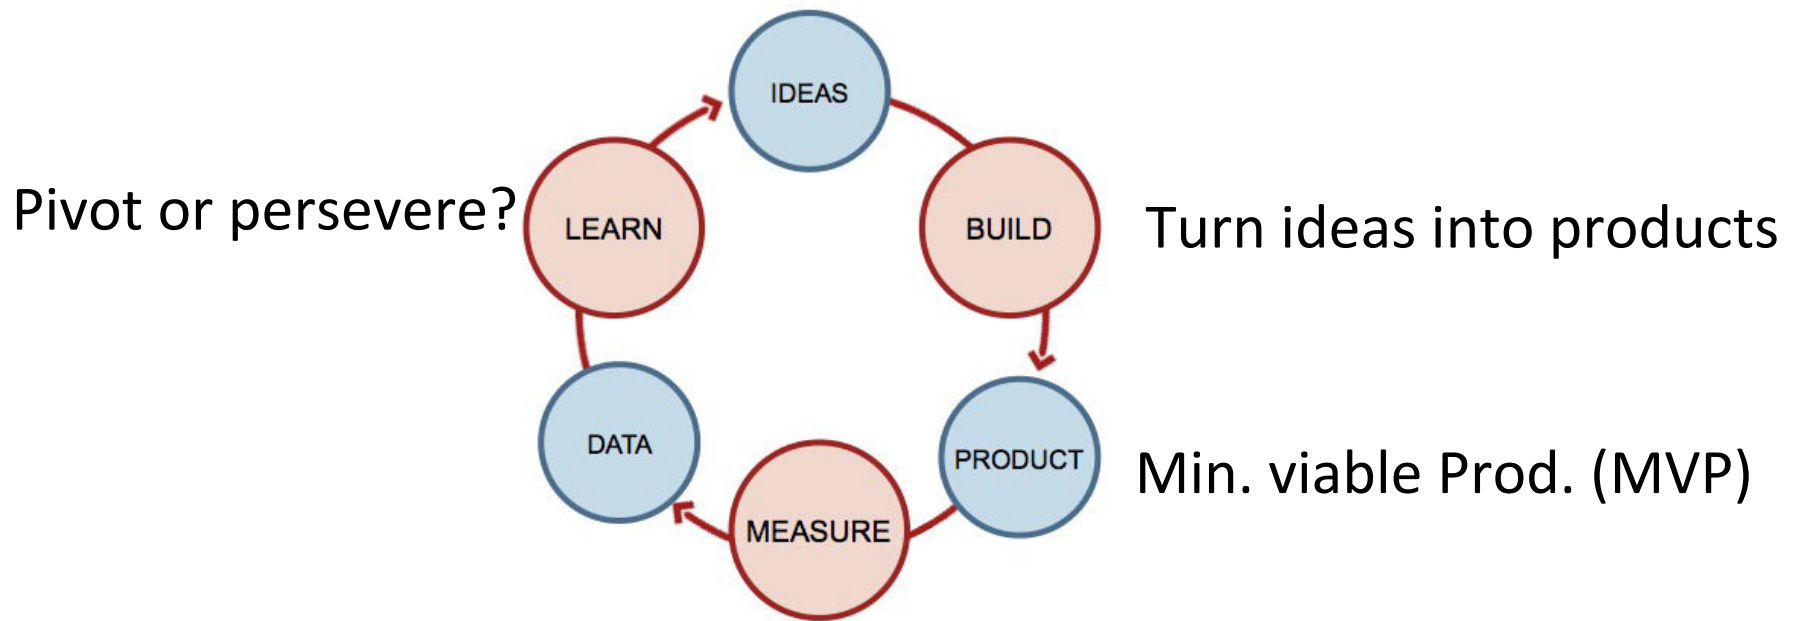 IDEAS
Pivot or persevere?
LEARN
BUILD
Turn ideas into products
DATA
PRODUCT
Min. viable Prod. (MVP)
MEASURE